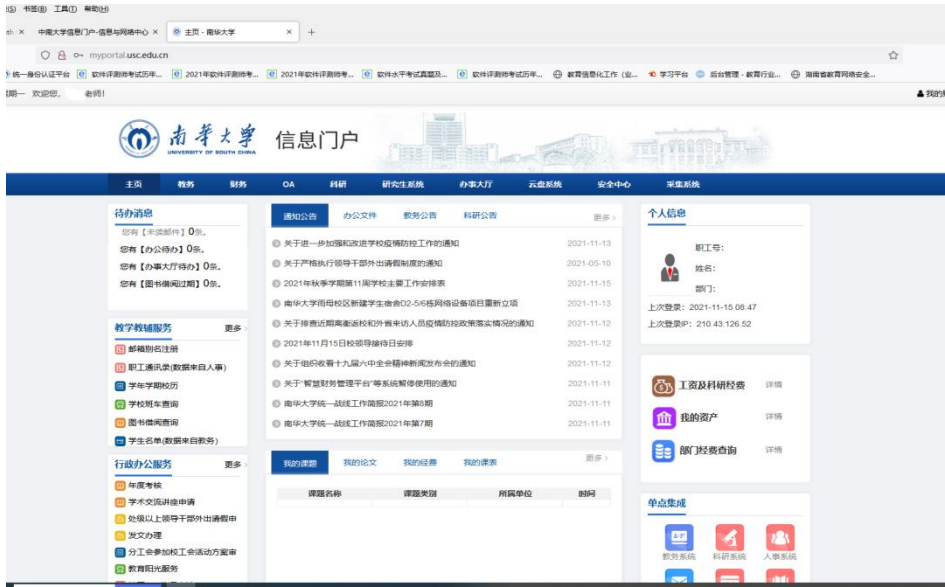 (S) 书签(B) 工具(T) 帮助(H)
中南大学信息门户-信息与网络中心 × 主页 - 南华大学 × +
myportal.usc.edu.cn
统一身份认证平台 软件评测师考试历年... 2021年软件评测师考... 2021年软件评测师考... 软件水平考试真题及... 软件评测师考试历年... 教育信息化工作 (业... 学习平台 后台管理 - 教育行业... 湖南省教育网络安全...
期一 欢迎您, 老师! 我的
南华大学 信息门户
UNIVERSITY OF SOUTH CHINA
主页 教务 财务 OA 科研 研究生系统 办事大厅 云盘系统 安全中心 采集系统
待办消息
您有【未读邮件】0条。
您有【办公待办】0条。
您有【办事大厅待办】0条。
您有【图书借阅过期】0条。
教学教辅服务 更多
邮箱别名注册
职工通讯录(数据来自人事)
学年学期校历
学校班车查询
图书借阅查询
学生名单(数据来自教务)
行政办公服务 更多
年度考核
学术交流讲座申请
处级以上领导干部外出请假申
发文办理
分工会参加校工会活动方案审
教育阳光服务
通知公告 办公文件 教务公告 科研公告 更多
关于进一步加强和改进学校疫情防控工作的通知 2021-11-13
关于严格执行领导干部外出请假制度的通知 2021-05-10
2021年秋季学期第11周学校主要工作安排表 2021-11-15
南华大学雨母校区新建学生宿舍D2-5/6栋网络设备项目重新立项 2021-11-13
关于排查近期离衡返校和外省来访人员疫情防控政策落实情况的通知 2021-11-12
2021年11月15日校领导接待日安排 2021-11-12
关于组织收看十九届六中全会精神新闻发布会的通知 2021-11-12
关于“智慧财务管理平台”等系统暂停使用的通知 2021-11-11
南华大学统一战线工作简报2021年第8期 2021-11-11
南华大学统一战线工作简报2021年第7期 2021-11-11
我的课题 我的论文 我的经费 我的课表 更多
课题名称 课题类别 所属单位 时间
个人信息
职工号:
姓名:
部门:
上次登录: 2021-11-15 08:47
上次登录IP: 210.43.126.52
工资及科研经费 详情
我的资产 详情
部门经费查询 详情
单点集成
教务系统 科研系统 人事系统